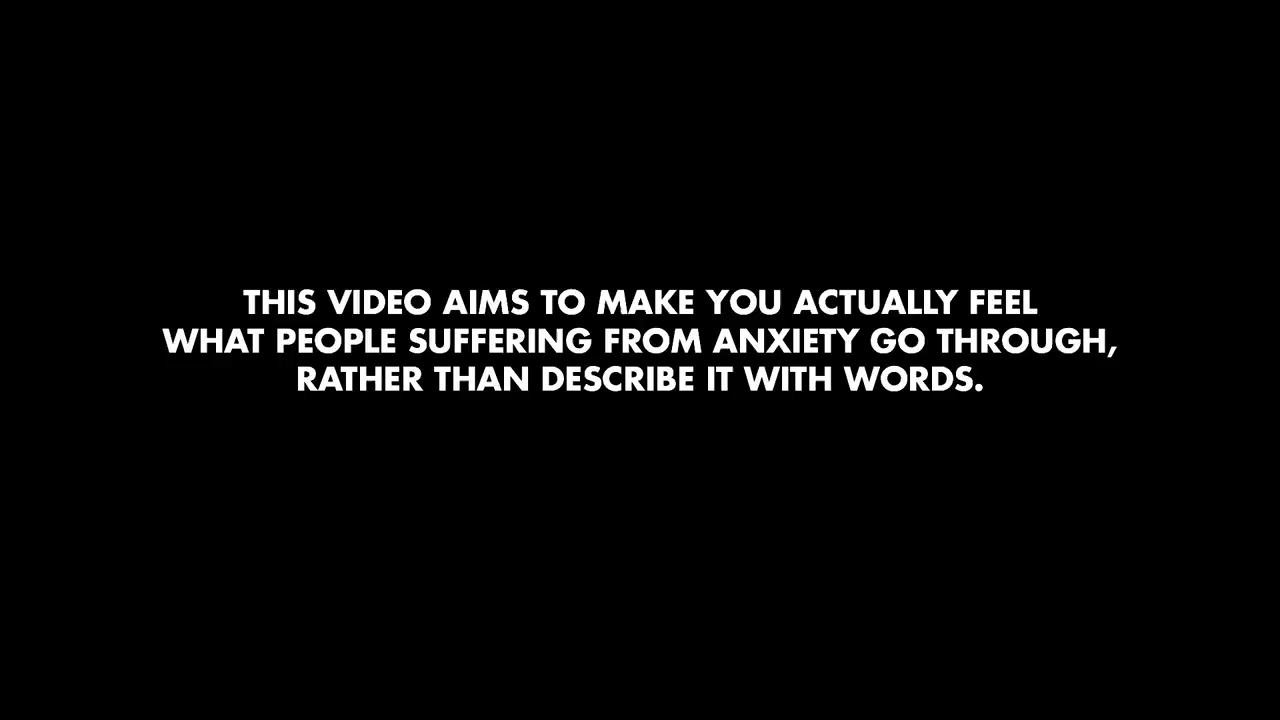 THIS VIDEO AIMS TO MAKE YOU ACTUALLY FEEL
WHAT PEOPLE SUFFERING FROM ANXIETY GO THROUGH,
RATHER THAN DESCRIBE IT WITH WORDS.